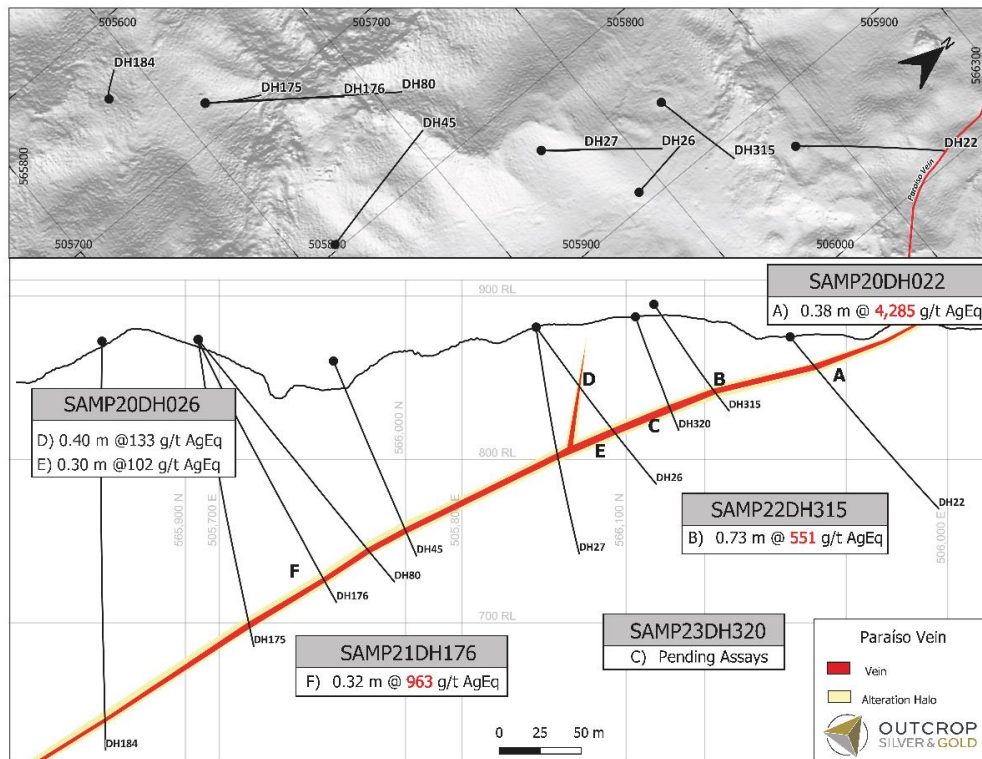 505600
505700
505800
505900
566300
N
DH184
DH175
DH176
DH80
DH45
DH27
DH26
DH315
DH22
Paraíso Vein
565800
505700
505800
505900
506000
900 RL
SAMP20DH022
A) 0.38 m @ 4,285 g/t AgEq
SAMP20DH026
D) 0.40 m @133 g/t AgEq
E) 0.30 m @102 g/t AgEq
566,000 N
D
B
A
DH315
C
DH320
E
800 RL
DH26
565,900 N
505,700 E
505,800 E
566,100 N
SAMP22DH315
B) 0.73 m @ 551 g/t AgEq
DH22
506,000 E
DH45
DH27
F
DH80
DH176
700 RL
DH175
SAMP21DH176
F) 0.32 m @ 963 g/t AgEq
SAMP23DH320
C) Pending Assays
Paraíso Vein
Vein
Alteration Halo
DH184
0 25 50 m
OUTCROP
SILVER & GOLD